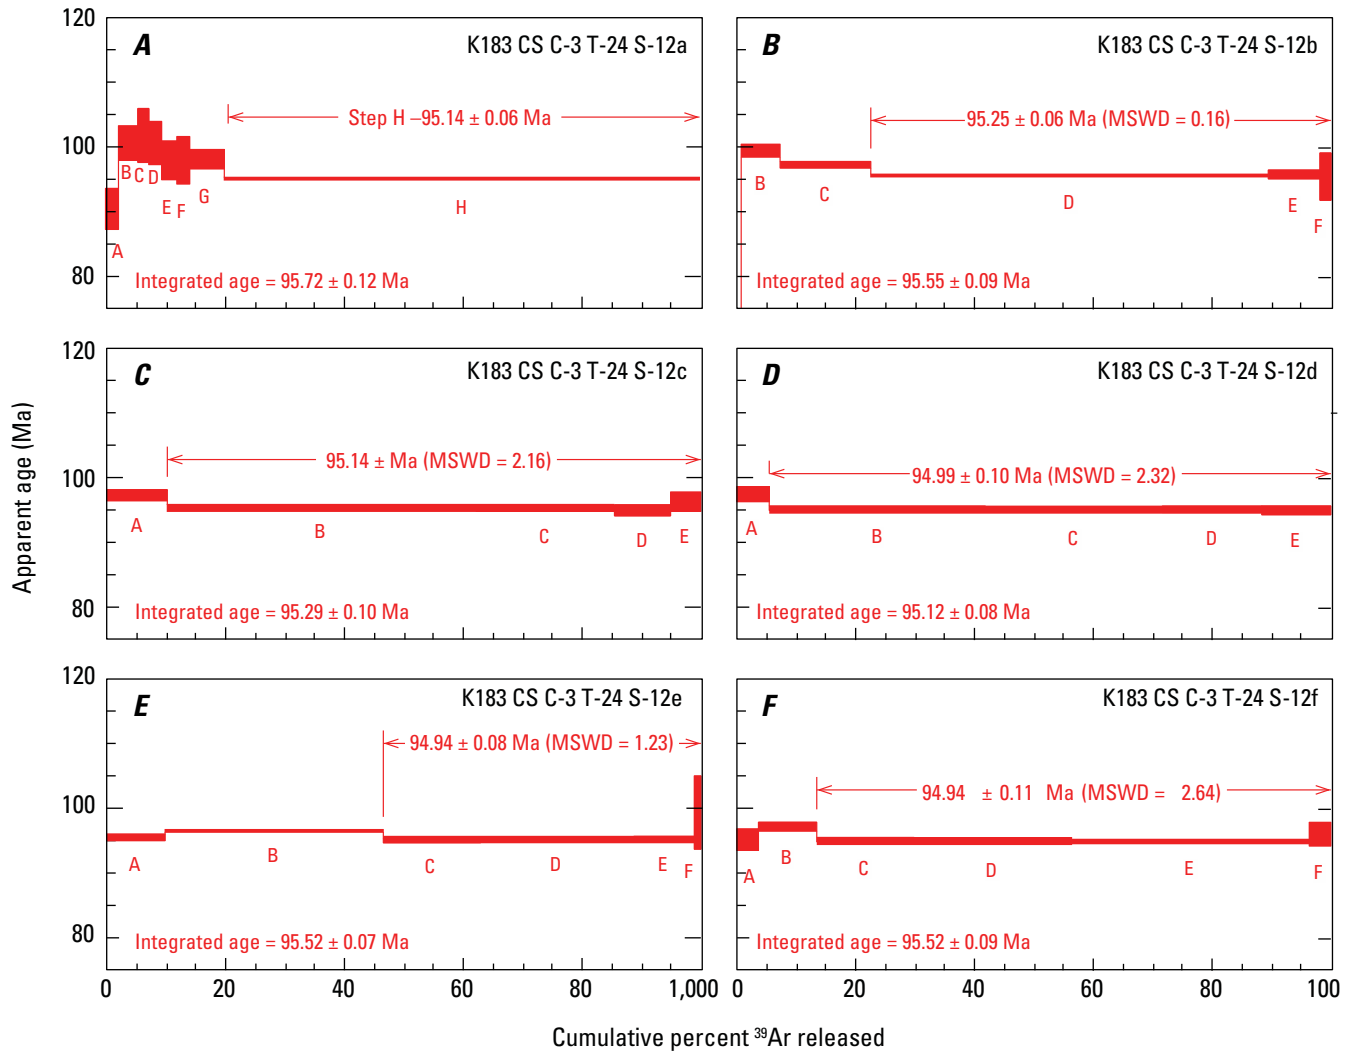 120
100
80
A
K183 CS C-3 T-24 S-12a
Step H –95.14 ± 0.06 Ma
A
B
C
D
E
F
G
H
Integrated age = 95.72 ± 0.12 Ma
B
K183 CS C-3 T-24 S-12b
95.25 ± 0.06 Ma (MSWD = 0.16)
B
C
D
E
F
Integrated age = 95.55 ± 0.09 Ma
Apparent age (Ma)
120
100
80
C
K183 CS C-3 T-24 S-12c
95.14 ± Ma (MSWD = 2.16)
A
B
C
D
E
Integrated age = 95.29 ± 0.10 Ma
D
K183 CS C-3 T-24 S-12d
94.99 ± 0.10 Ma (MSWD = 2.32)
A
B
C
D
E
Integrated age = 95.12 ± 0.08 Ma
120
100
80
E
K183 CS C-3 T-24 S-12e
94.94 ± 0.08 Ma (MSWD = 1.23)
A
B
C
D
E
F
Integrated age = 95.52 ± 0.07 Ma
0 20 40 60 80 1,000
F
K183 CS C-3 T-24 S-12f
94.94 ± 0.11 Ma (MSWD = 2.64)
A
B
C
D
E
F
Integrated age = 95.52 ± 0.09 Ma
0 20 40 60 80 100
Cumulative percent ³⁹Ar released